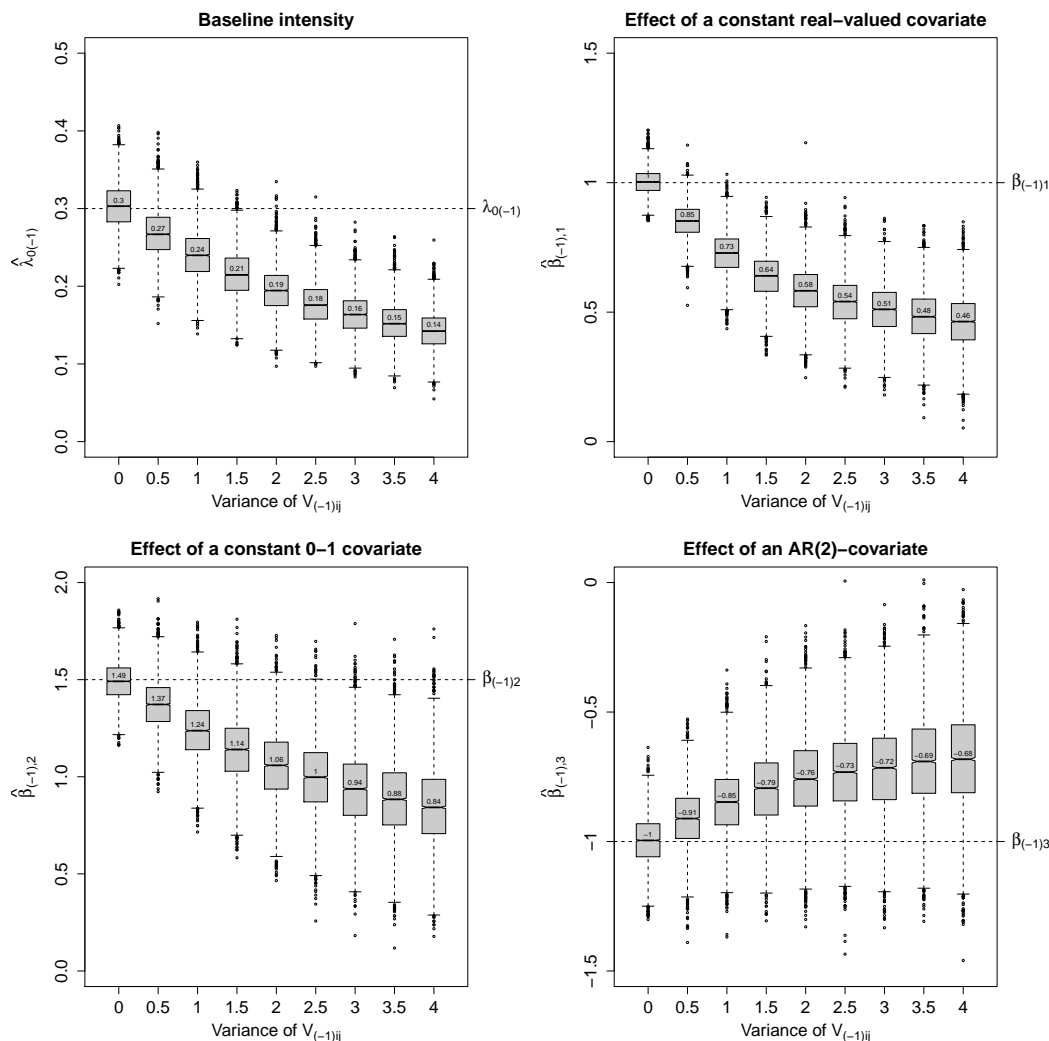 Baseline intensity
0.5
0.4
0.3
0.2
0.1
0.0
λ̂0(−1)
λ0(−1)
0.3
0.27
0.24
0.21
0.19
0.18
0.16
0.15
0.14
0 0.5 1 1.5 2 2.5 3 3.5 4
Variance of V(−1)ij
Effect of a constant real−valued covariate
1.5
1
0.5
0
β̂(−1),1
β(−1)1
0.85
0.73
0.64
0.58
0.54
0.51
0.48
0.46
0 0.5 1 1.5 2 2.5 3 3.5 4
Variance of V(−1)ij
Effect of a constant 0−1 covariate
2.0
1.5
1.0
0.5
0.0
β̂(−1),2
β(−1)2
1.49
1.37
1.24
1.14
1.06
1
0.94
0.88
0.84
0 0.5 1 1.5 2 2.5 3 3.5 4
Variance of V(−1)ij
Effect of an AR(2)−covariate
0
−0.5
−1
−1.5
β̂(−1),3
β(−1)3
−1
−0.91
−0.85
−0.79
−0.76
−0.73
−0.72
−0.69
−0.68
0 0.5 1 1.5 2 2.5 3 3.5 4
Variance of V(−1)ij